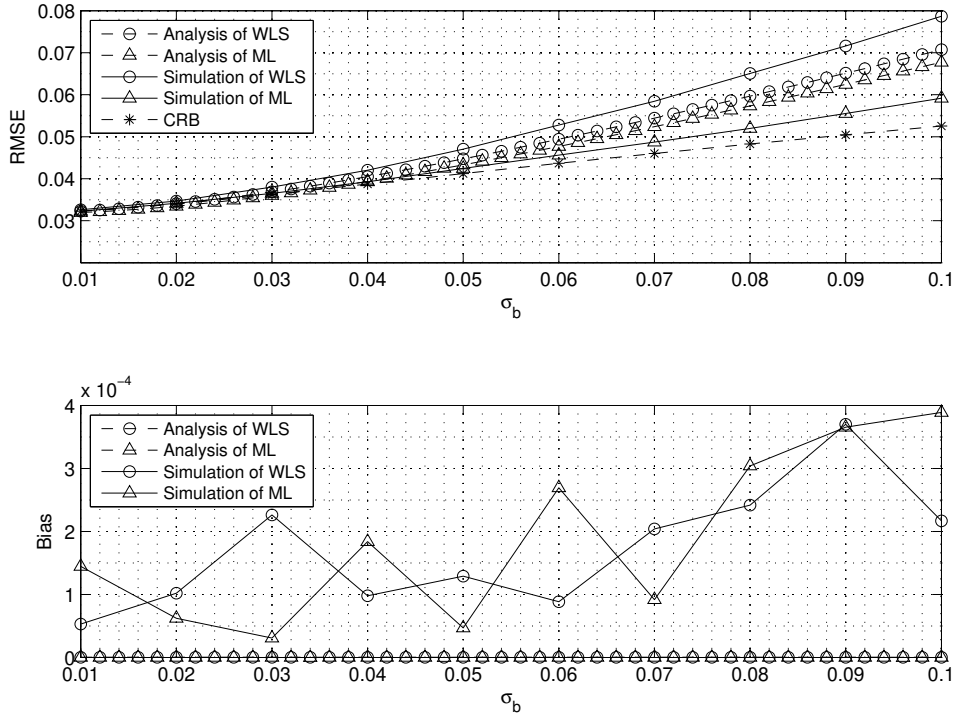 0.08
0.07
0.06
0.05
0.04
0.03
RMSE
Analysis of WLS
Analysis of ML
Simulation of WLS
Simulation of ML
CRB
0.01 0.02 0.03 0.04 0.05 0.06 0.07 0.08 0.09 0.1
σb
x 10−4
4
3
2
1
0
Bias
Analysis of WLS
Analysis of ML
Simulation of WLS
Simulation of ML
0.01 0.02 0.03 0.04 0.05 0.06 0.07 0.08 0.09 0.1
σb